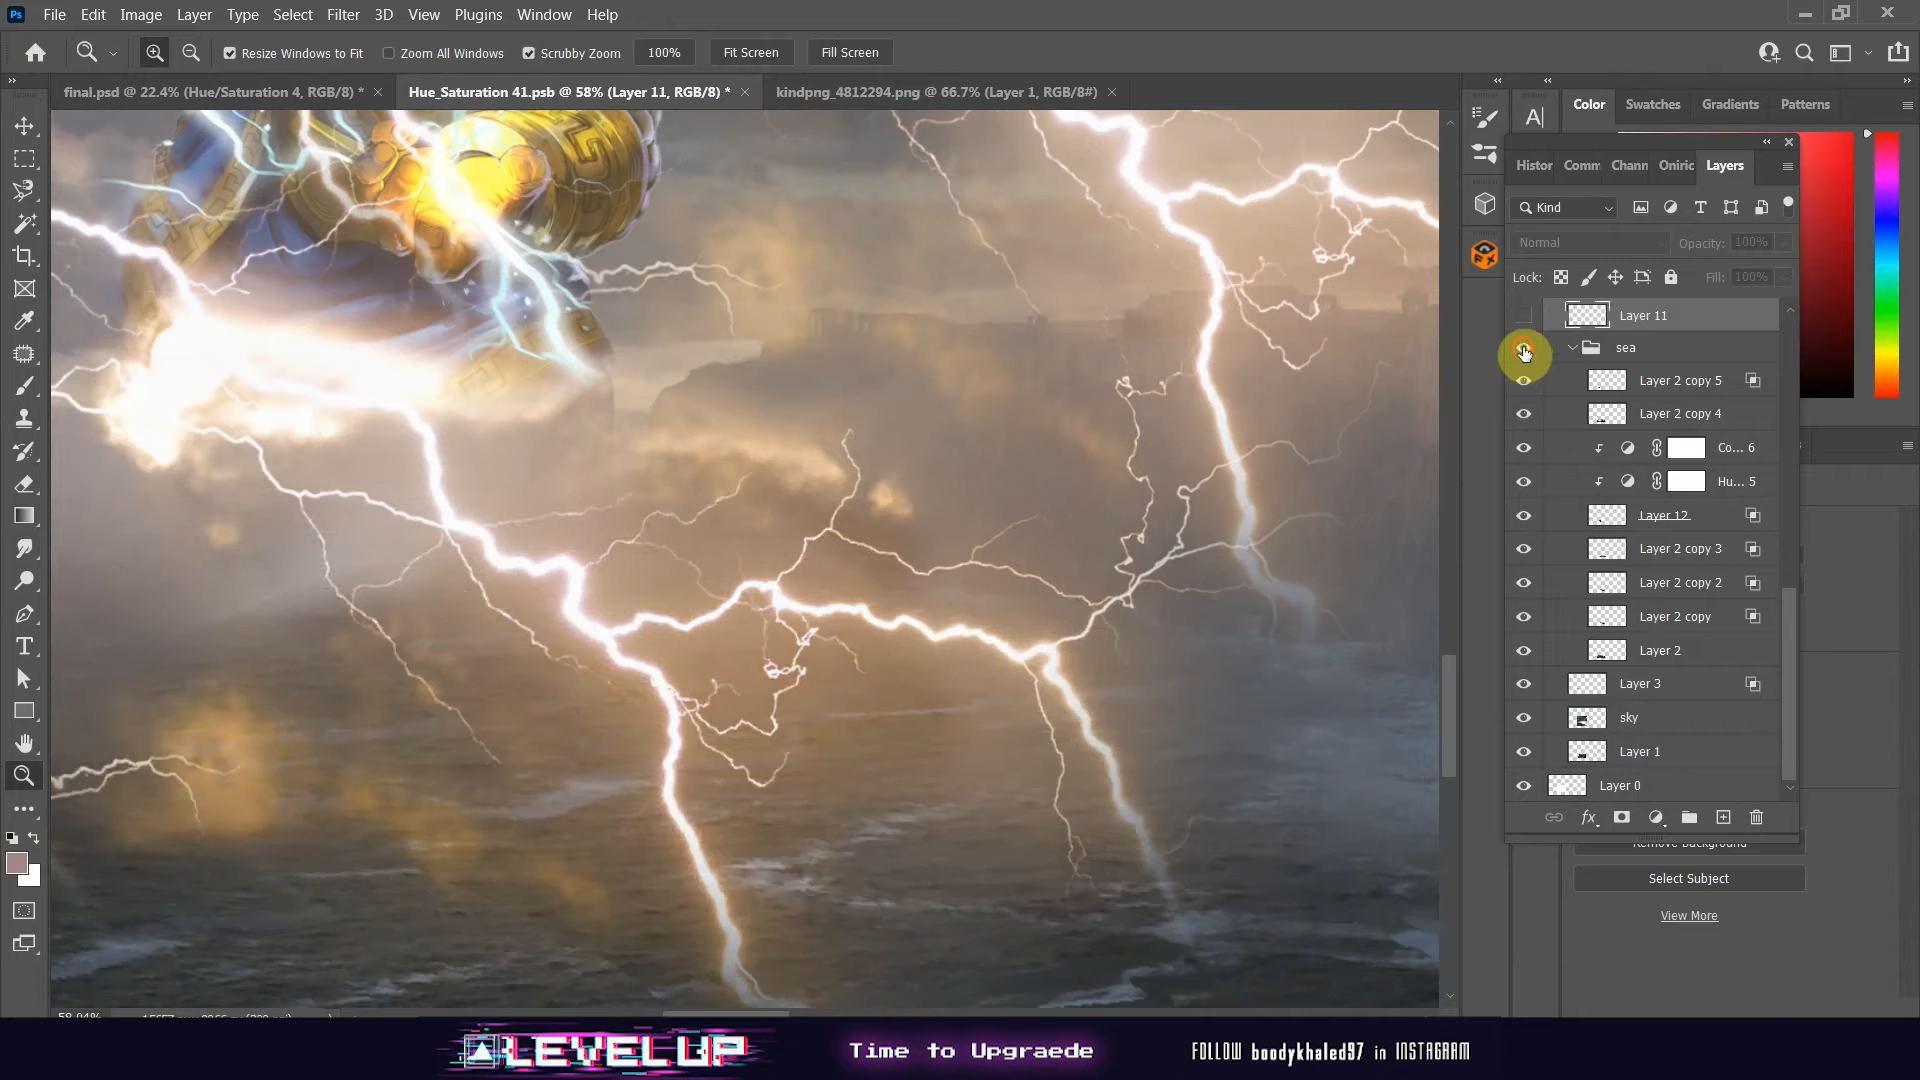 Ps File Edit Image Layer Type Select Filter 3D View Plugins Window Help
Resize Windows to Fit Zoom All Windows Scrubby Zoom 100% Fit Screen Fill Screen
final.psd @ 22.4% (Hue/Saturation 4, RGB/8) * Hue_Saturation 41.psb @ 58% (Layer 11, RGB/8) * kindpng_4812294.png @ 66.7% (Layer 1, RGB/8#)
Color Swatches Gradients Patterns
Histor Comm Chann Oniric Layers
Kind
Normal Opacity: 100%
Lock: Fill: 100%
Layer 11
sea
Layer 2 copy 5
Layer 2 copy 4
Co... 6
Hu... 5
Layer 12
Layer 2 copy 3
Layer 2 copy 2
Layer 2 copy
Layer 2
Layer 3
sky
Layer 1
Layer 0
fx
Remove Background
Select Subject
View More
LEVEL UP Time to Upgraede FOLLOW boodykhaled97 in INSTAGRAM